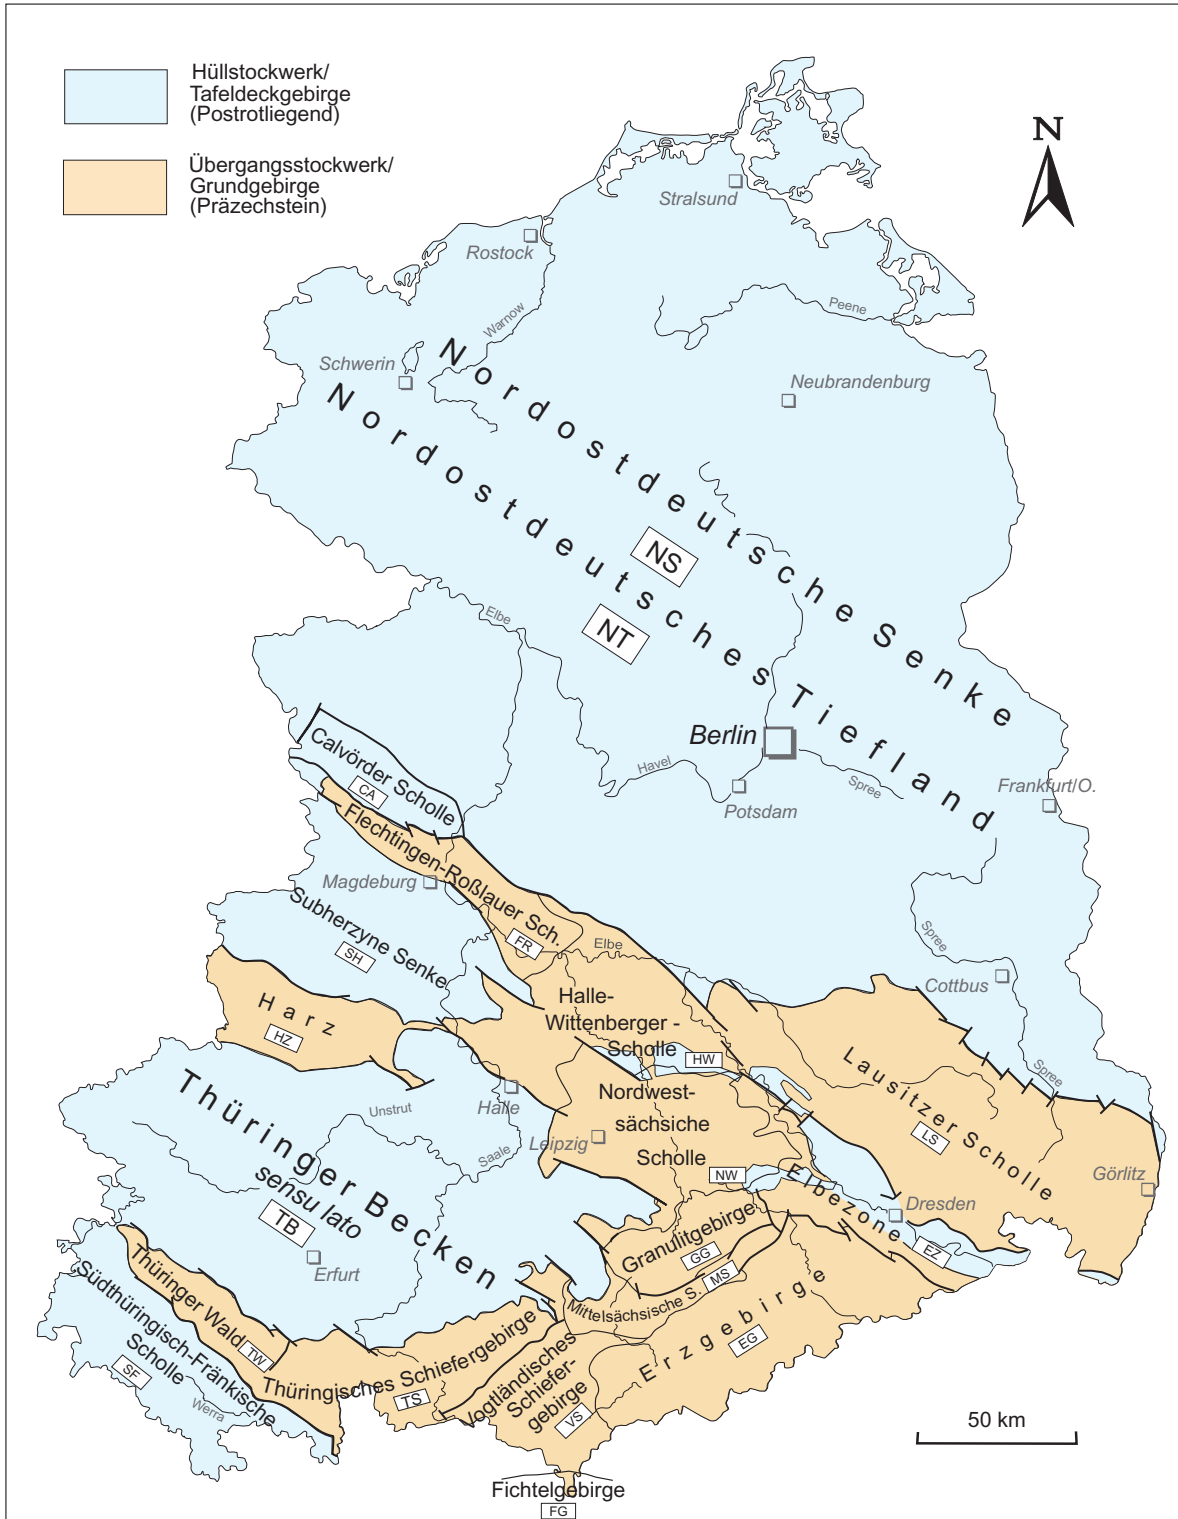 Hüllstockwerk/
Tafeldeckgebirge
(Postrotliegend)
Übergangsstockwerk/
Grundgebirge
(Präzechstein)
N
Stralsund
Rostock
Peene
Warnow
Schwerin
Neubrandenburg
Nordostdeutsche Senke
NS
Nordostdeutsches Tiefland
NT
Elbe
Berlin
Havel
Spree
Potsdam
Frankfurt/O.
Calvörder Scholle
CA
Flechtingen-Roßlauer Sch.
FR
Magdeburg
Subherzyne Senke
SH
Elbe
Spree
Cottbus
Harz
HZ
Halle-
Wittenberger -
Scholle
HW
Lausitzer Scholle
LS
Spree
Thüringer Becken
sensu lato
TB
Unstrut
Halle
Saale
Leipzig
Nordwest-
sächsiche
Scholle
NW
Elbezone
EZ
Dresden
Görlitz
Erfurt
Granulitgebirge
GG
Mittelsächsische S.
MS
Erzgebirge
EG
Thüringer Wald
TW
Südthüringisch-Fränkische
Scholle
SF
Werra
Thüringisches Schiefergebirge
TS
Vogtländisches
Schiefer-
gebirge
VS
50 km
Fichtelgebirge
FG